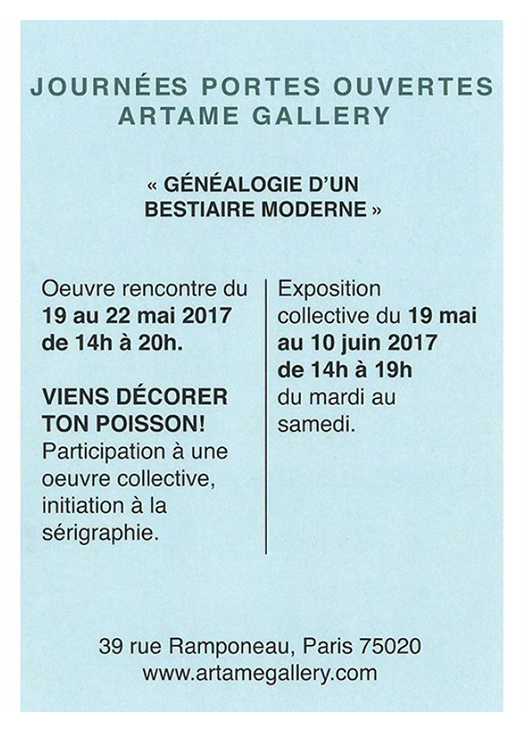 JOURNÉES PORTES OUVERTES
ARTAME GALLERY
« GÉNÉALOGIE D'UN
BESTIAIRE MODERNE »
Oeuvre rencontre du
19 au 22 mai 2017
de 14h à 20h.
VIENS DÉCORER
TON POISSON!
Participation à une
oeuvre collective,
initiation à la
sérigraphie.
Exposition
collective du 19 mai
au 10 juin 2017
de 14h à 19h
du mardi au
samedi.
39 rue Ramponeau, Paris 75020
www.artamegallery.com